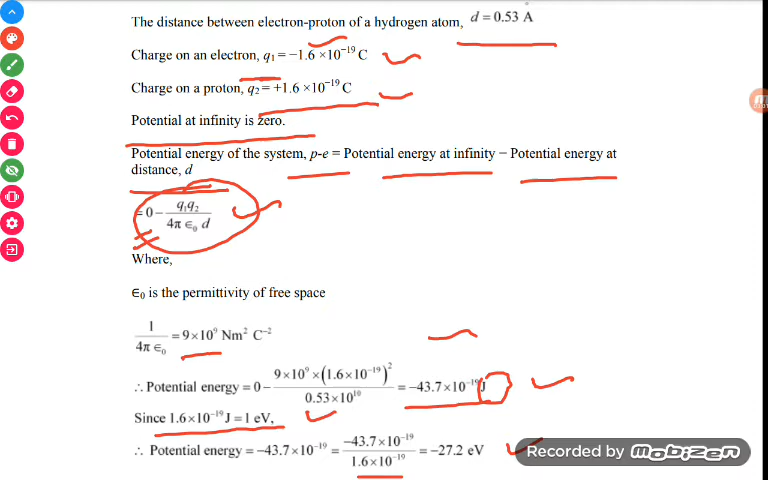 The distance between electron-proton of a hydrogen atom, d = 0.53 Å
Charge on an electron, q₁ = −1.6 ×10⁻¹⁹ C
Charge on a proton, q₂ = +1.6 ×10⁻¹⁹ C
Potential at infinity is zero.
Potential energy of the system, p-e = Potential energy at infinity − Potential energy at
distance, d
= 0 − q₁q₂ / 4π ∈₀ d
Where,
∈₀ is the permittivity of free space
1 / 4π ∈₀ = 9×10⁹ Nm² C⁻²
∴ Potential energy = 0 − 9×10⁹ ×(1.6×10⁻¹⁹)² / 0.53×10¹⁰ = −43.7×10⁻¹⁹ J
Since 1.6×10⁻¹⁹ J = 1 eV,
∴ Potential energy = −43.7×10⁻¹⁹ = −43.7×10⁻¹⁹ / 1.6×10⁻¹⁹ = −27.2 eV
Recorded by mobizen